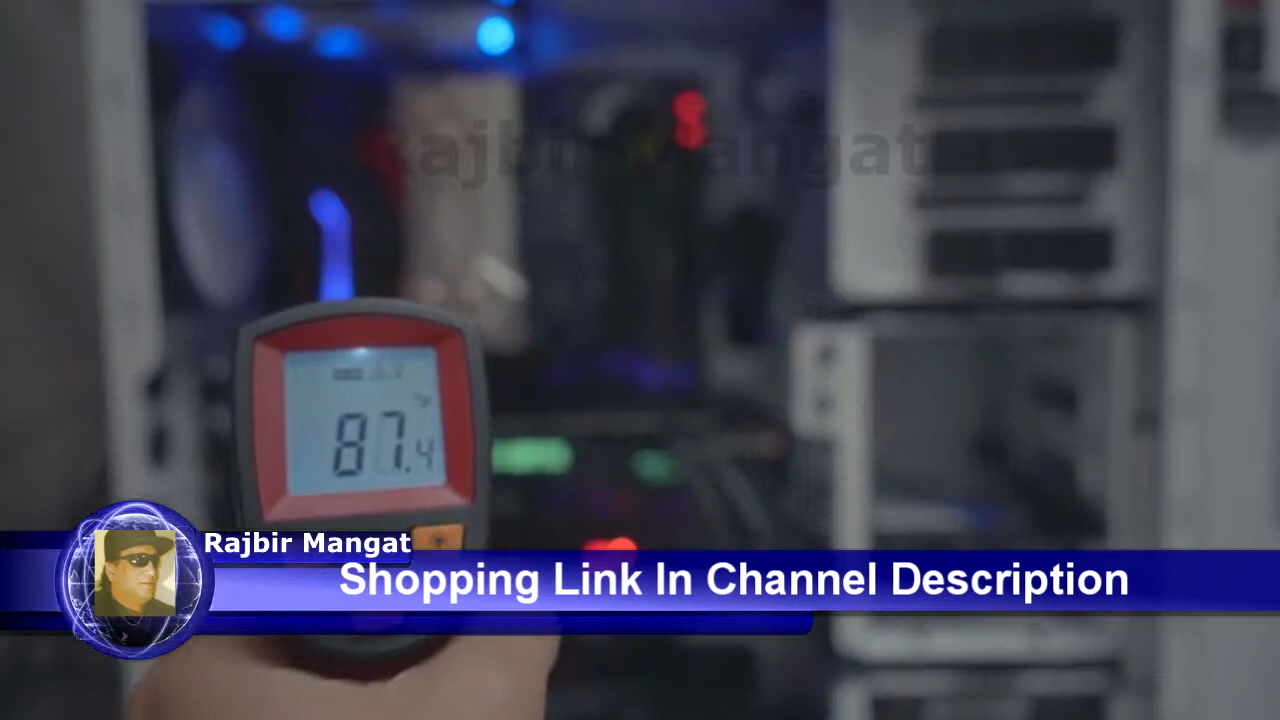 Rajbir Mangat
°F
87.4
Rajbir Mangat
Shopping Link In Channel Description